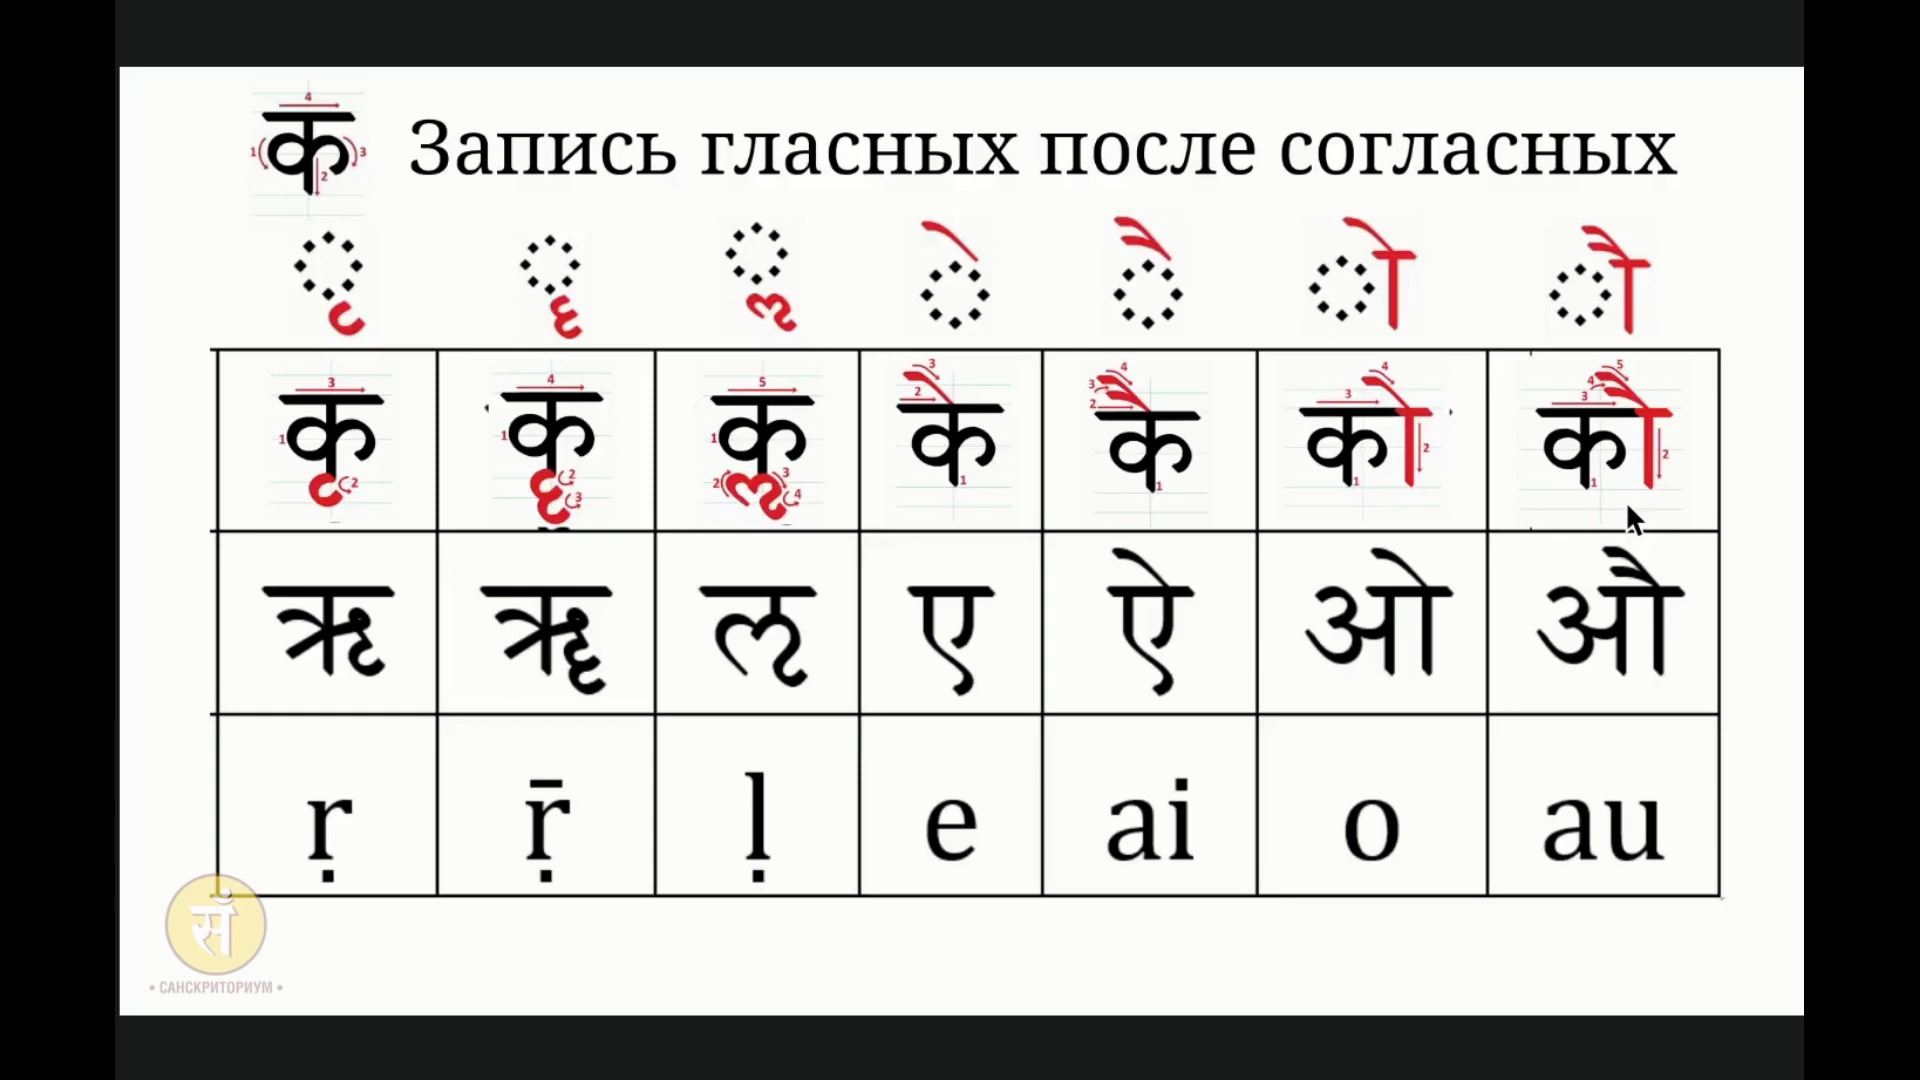 क Запись гласных после согласных
ृ ॄ ॢ े ै ो ौ
कृ कॄ कॢ के कै को कौ
ऋ ॠ ऌ ए ऐ ओ औ
ṛ ṝ ḷ e ai o au
सं
• САНСКРИТОРИУМ •